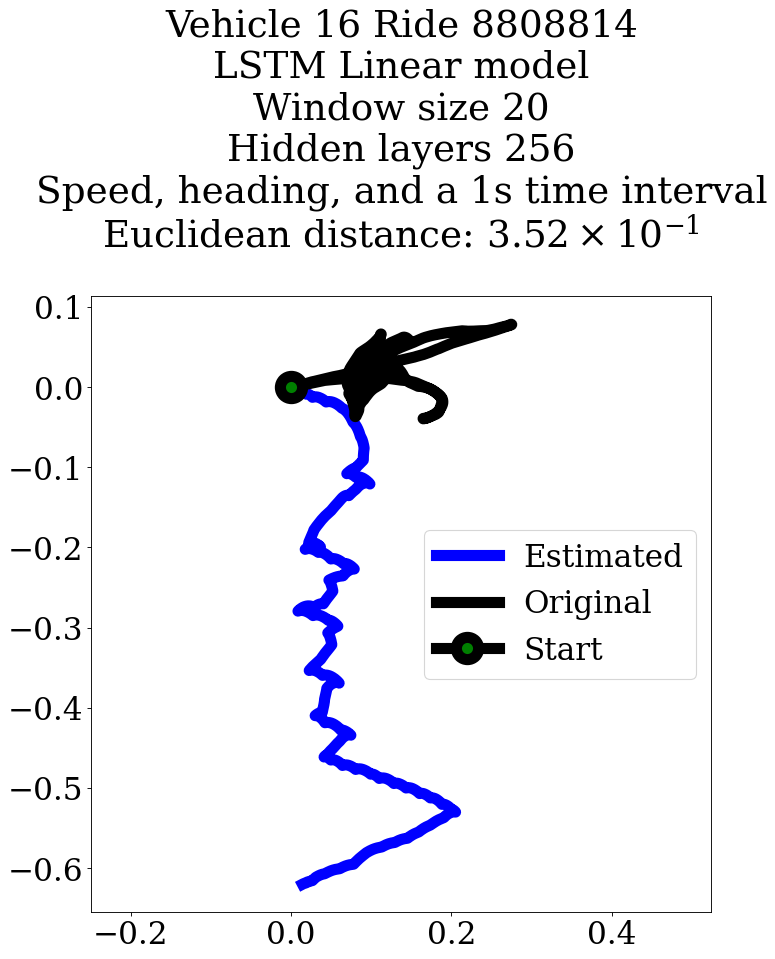 Vehicle 16 Ride 8808814
LSTM Linear model
Window size 20
Hidden layers 256
Speed, heading, and a 1s time interval
Euclidean distance: 3.52 × 10⁻¹
0.1
0.0
−0.1
−0.2
−0.3
−0.4
−0.5
−0.6
Estimated
Original
Start
−0.2 0.0 0.2 0.4